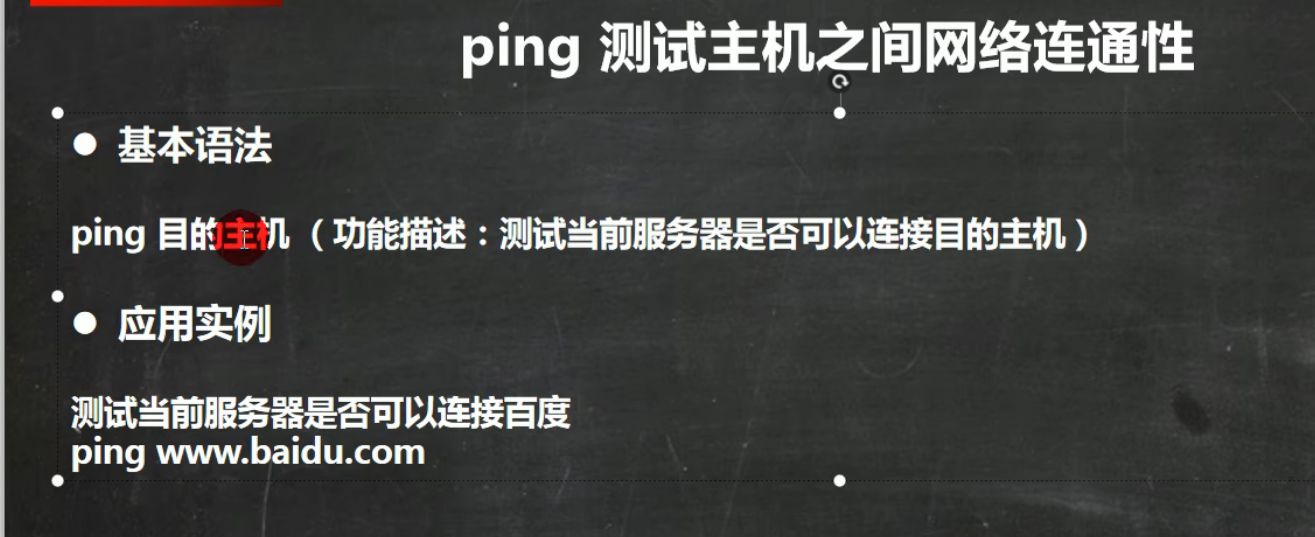 ping 测试主机之间网络连通性
● 基本语法
ping 目的主机 （ 功能描述：测试当前服务器是否可以连接目的主机 ）
● 应用实例
测试当前服务器是否可以连接百度
ping www.baidu.com